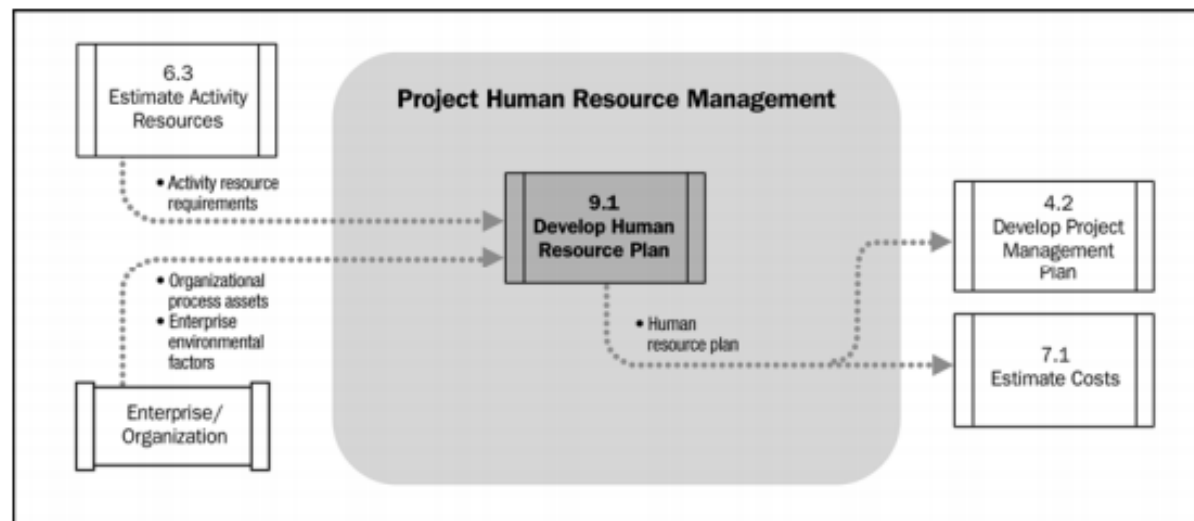 6.3
Estimate Activity
Resources
Project Human Resource Management
• Activity resource
requirements
9.1
Develop Human
Resource Plan
4.2
Develop Project
Management
Plan
• Organizational
process assets
• Enterprise
environmental
factors
• Human
resource plan
7.1
Estimate Costs
Enterprise/
Organization